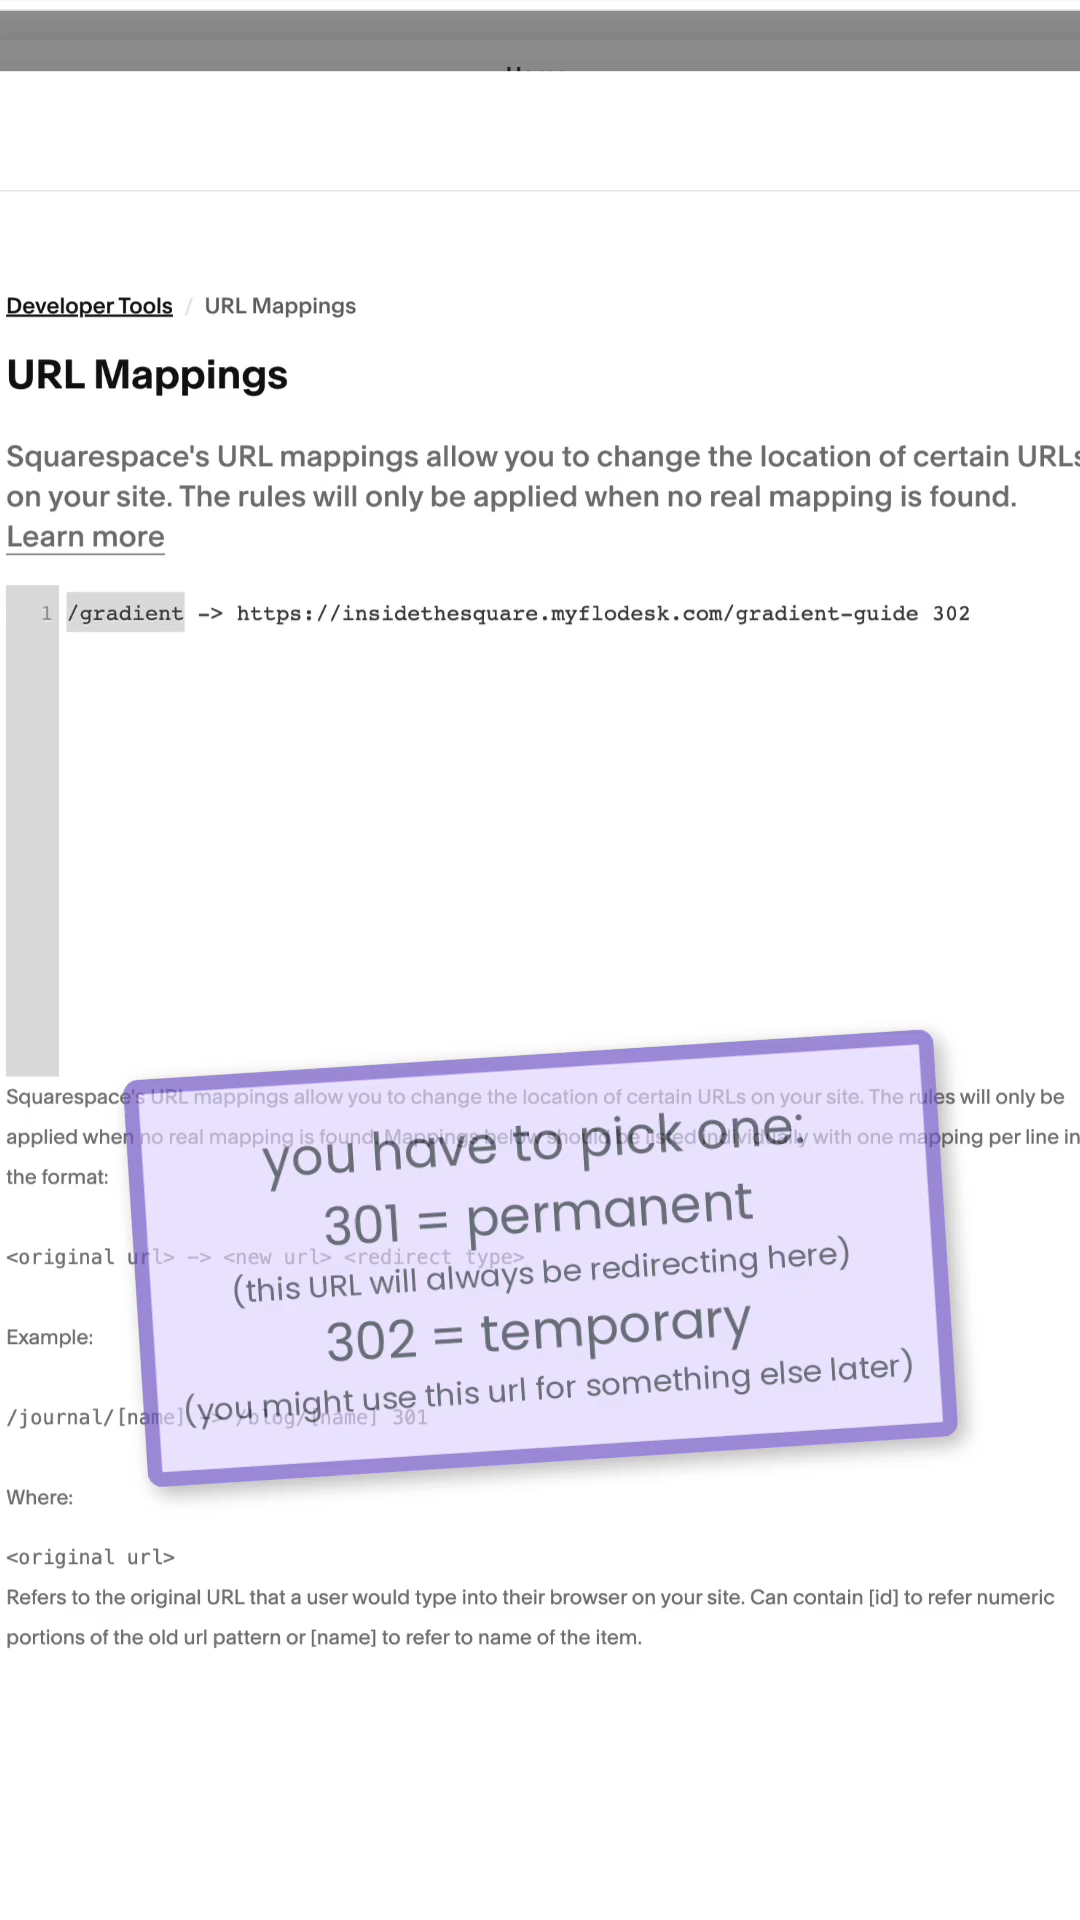 Developer Tools / URL Mappings
URL Mappings
Squarespace's URL mappings allow you to change the location of certain URLs
on your site. The rules will only be applied when no real mapping is found.
Learn more
1 /gradient -> https://insidethesquare.myflodesk.com/gradient-guide 302
Squarespace's URL mappings allow you to change the location of certain URLs on your site. The rules will only be
applied when no real mapping is found. Mappings below should be listed individually, with one mapping per line in
the format:
you have to pick one:
301 = permanent
<original url> -> <new url> <redirect type>
(this URL will always be redirecting here)
Example:
302 = temporary
(you might use this url for something else later)
/journal/[name] -> /blog/[name] 301
Where:
<original url>
Refers to the original URL that a user would type into their browser on your site. Can contain [id] to refer numeric
portions of the old url pattern or [name] to refer to name of the item.